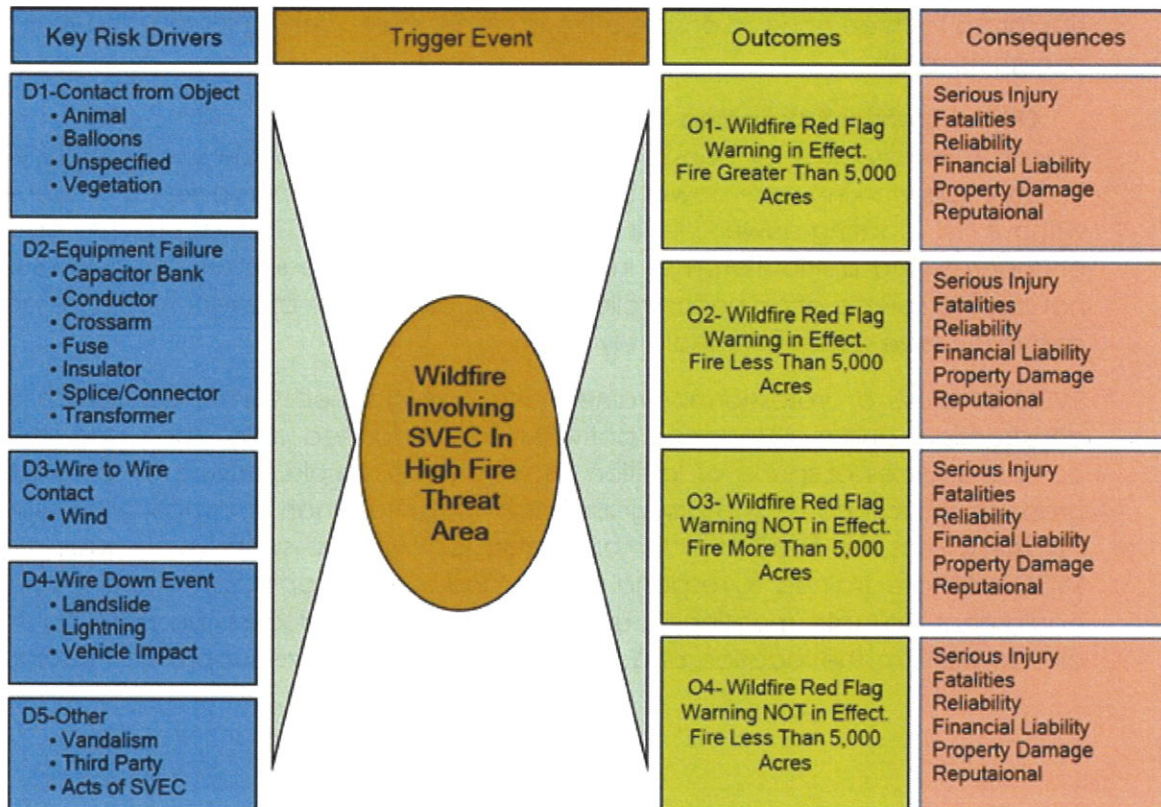 Key Risk Drivers
Trigger Event
Outcomes
Consequences
D1-Contact from Object
• Animal
• Balloons
• Unspecified
• Vegetation
D2-Equipment Failure
• Capacitor Bank
• Conductor
• Crossarm
• Fuse
• Insulator
• Splice/Connector
• Transformer
D3-Wire to Wire
Contact
• Wind
D4-Wire Down Event
• Landslide
• Lightning
• Vehicle Impact
D5-Other
• Vandalism
• Third Party
• Acts of SVEC
Wildfire
Involving
SVEC In
High Fire
Threat
Area
O1- Wildfire Red Flag
Warning in Effect.
Fire Greater Than 5,000
Acres
Serious Injury
Fatalities
Reliability
Financial Liability
Property Damage
Reputaional
O2- Wildfire Red Flag
Warning in Effect.
Fire Less Than 5,000
Acres
Serious Injury
Fatalities
Reliability
Financial Liability
Property Damage
Reputaional
O3- Wildfire Red Flag
Warning NOT in Effect.
Fire More Than 5,000
Acres
Serious Injury
Fatalities
Reliability
Financial Liability
Property Damage
Reputaional
O4- Wildfire Red Flag
Warning NOT in Effect.
Fire Less Than 5,000
Acres
Serious Injury
Fatalities
Reliability
Financial Liability
Property Damage
Reputaional